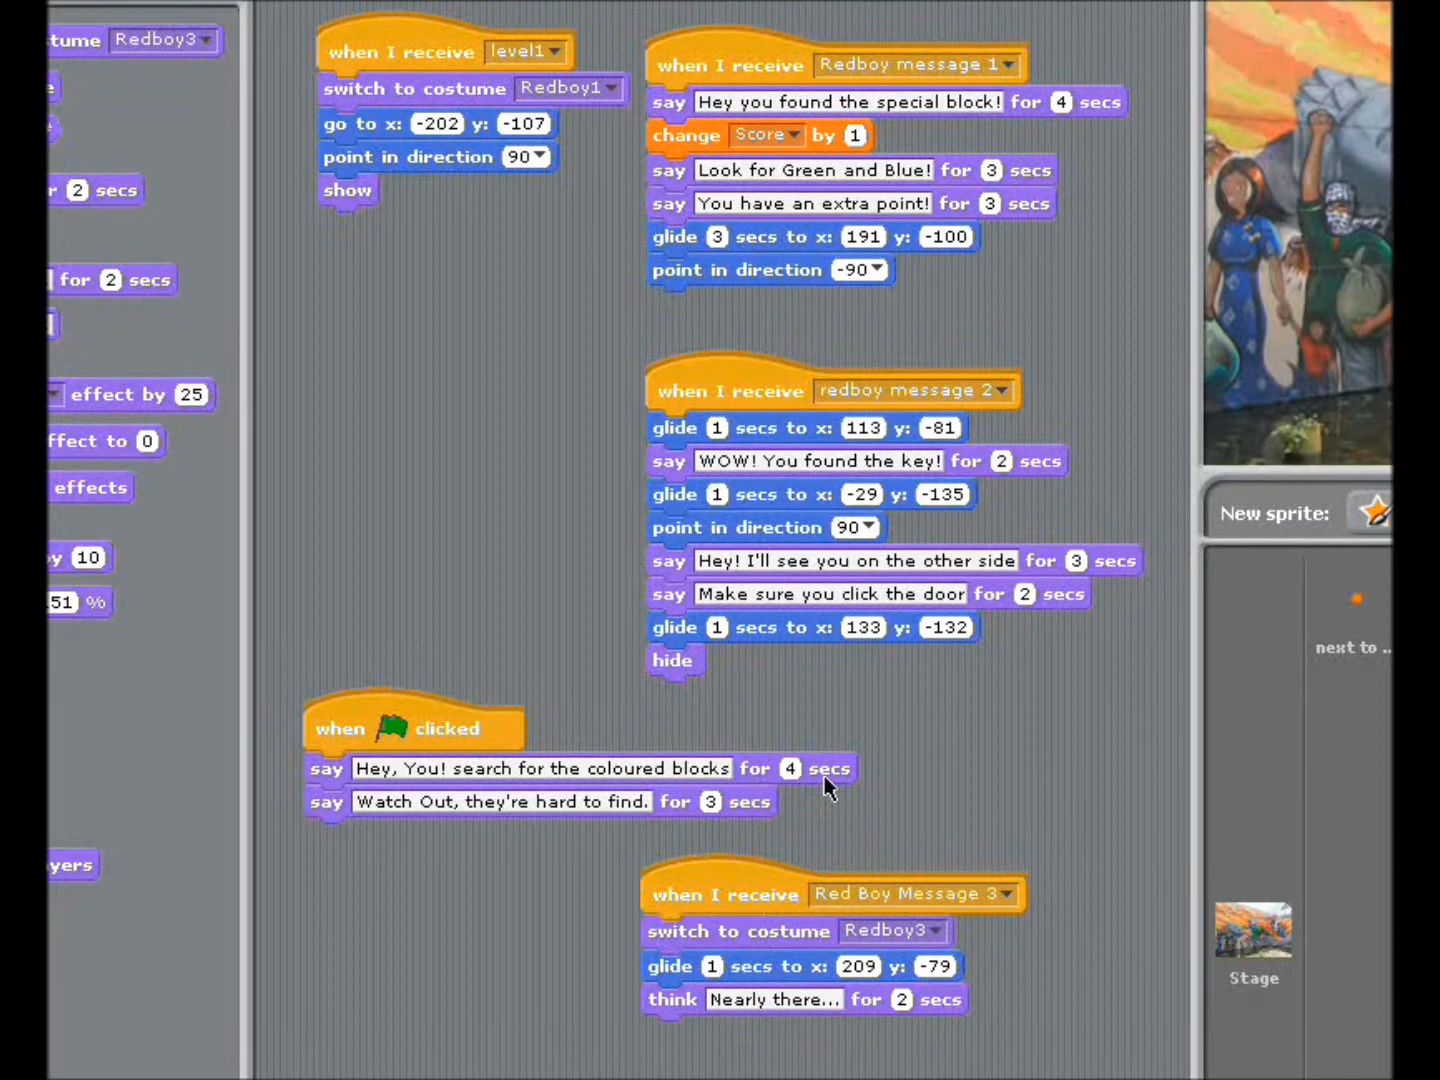 tume Redboy3
e
e
r 2 secs
for 2 secs
effect by 25
ffect to 0
effects
by 10
51 %
yers
when I receive level1
switch to costume Redboy1
go to x: -202 y: -107
point in direction 90
show
when I receive Redboy message 1
say Hey you found the special block! for 4 secs
change Score by 1
say Look for Green and Blue! for 3 secs
say You have an extra point! for 3 secs
glide 3 secs to x: 191 y: -100
point in direction -90
when I receive redboy message 2
glide 1 secs to x: 113 y: -81
say WOW! You found the key! for 2 secs
glide 1 secs to x: -29 y: -135
point in direction 90
say Hey! I'll see you on the other side for 3 secs
say Make sure you click the door for 2 secs
glide 1 secs to x: 133 y: -132
hide
when clicked
say Hey, You! search for the coloured blocks for 4 secs
say Watch Out, they're hard to find. for 3 secs
when I receive Red Boy Message 3
switch to costume Redboy3
glide 1 secs to x: 209 y: -79
think Nearly there... for 2 secs
New sprite:
next to ..
Stage